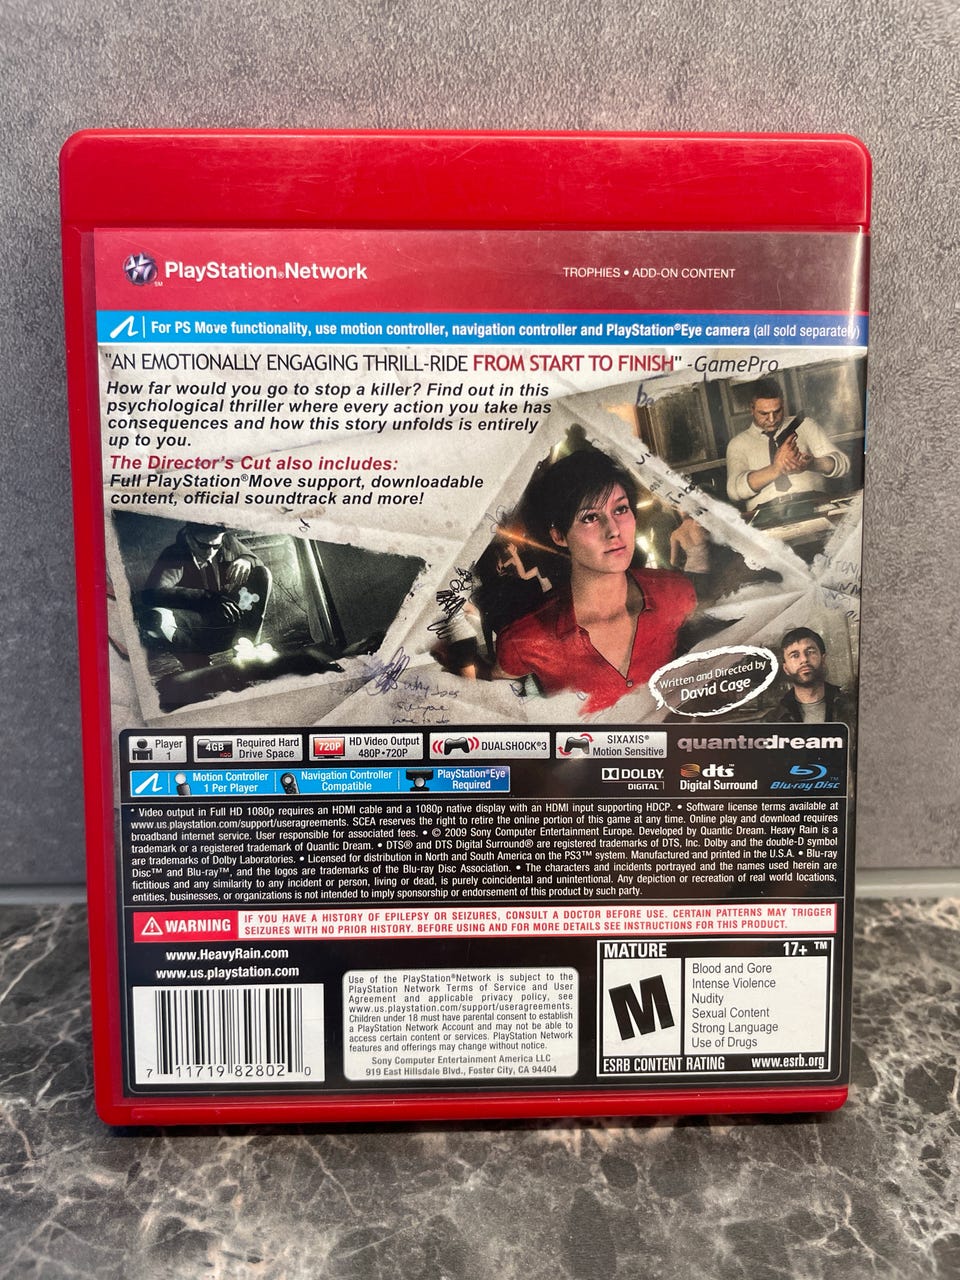 PlayStation®Network
SM
TROPHIES • ADD-ON CONTENT
For PS Move functionality, use motion controller, navigation controller and PlayStation®Eye camera (all sold separately)
"AN EMOTIONALLY ENGAGING THRILL-RIDE FROM START TO FINISH" -GamePro
How far would you go to stop a killer? Find out in this
psychological thriller where every action you take has
consequences and how this story unfolds is entirely
up to you.
The Director's Cut also includes:
Full PlayStation®Move support, downloadable
content, official soundtrack and more!
Written and Directed by
David Cage
Player
1
4GB
HDD
Required Hard
Drive Space
720P
HD Video Output
480P•720P
DUALSHOCK®3
SIXAXIS®
Motion Sensitive
quanticdream
Motion Controller
1 Per Player
Navigation Controller
Compatible
PlayStation®Eye
Required
DOLBY
DIGITAL
dts
Digital Surround
Blu-ray Disc™
* Video output in Full HD 1080p requires an HDMI cable and a 1080p native display with an HDMI input supporting HDCP. • Software license terms available at
www.us.playstation.com/support/useragreements. SCEA reserves the right to retire the online portion of this game at any time. Online play and download requires
broadband internet service. User responsible for associated fees. • © 2009 Sony Computer Entertainment Europe. Developed by Quantic Dream. Heavy Rain is a
trademark or a registered trademark of Quantic Dream. • DTS® and DTS Digital Surround® are registered trademarks of DTS, Inc. Dolby and the double-D symbol
are trademarks of Dolby Laboratories. • Licensed for distribution in North and South America on the PS3™ system. Manufactured and printed in the U.S.A. • Blu-ray
Disc™ and Blu-ray™, and the logos are trademarks of the Blu-ray Disc Association. • The characters and incidents portrayed and the names used herein are
fictitious and any similarity to any incident or person, living or dead, is purely coincidental and unintentional. Any depiction or recreation of real world locations,
entities, businesses, or organizations is not intended to imply sponsorship or endorsement of this product by such party.
WARNING
IF YOU HAVE A HISTORY OF EPILEPSY OR SEIZURES, CONSULT A DOCTOR BEFORE USE. CERTAIN PATTERNS MAY TRIGGER
SEIZURES WITH NO PRIOR HISTORY. BEFORE USING AND FOR MORE DETAILS SEE INSTRUCTIONS FOR THIS PRODUCT.
www.HeavyRain.com
www.us.playstation.com
7 11719 82802 0
Use of the PlayStation®Network is subject to the
PlayStation Network Terms of Service and User
Agreement and applicable privacy policy, see
www.us.playstation.com/support/useragreements.
Children under 18 must have parental consent to establish
a PlayStation Network Account and may not be able to
access certain content or services. PlayStation Network
features and offerings may change without notice.
Sony Computer Entertainment America LLC
919 East Hillsdale Blvd., Foster City, CA 94404
MATURE 17+ ™
M
Blood and Gore
Intense Violence
Nudity
Sexual Content
Strong Language
Use of Drugs
ESRB CONTENT RATING www.esrb.org